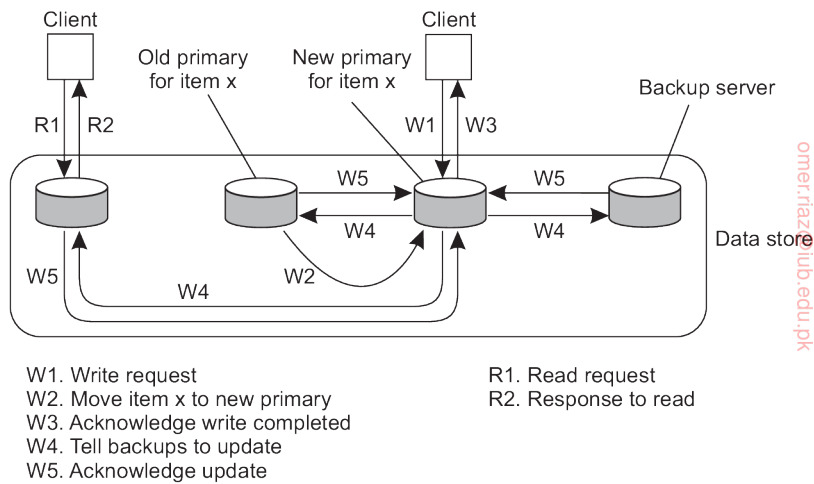 Client
Client
Old primary
for item x
New primary
for item x
Backup server
R1
R2
W1
W3
W5
W5
W4
W4
W5
W2
W4
Data store
omer.riaz@iub.edu.pk
W1. Write request
W2. Move item x to new primary
W3. Acknowledge write completed
W4. Tell backups to update
W5. Acknowledge update
R1. Read request
R2. Response to read